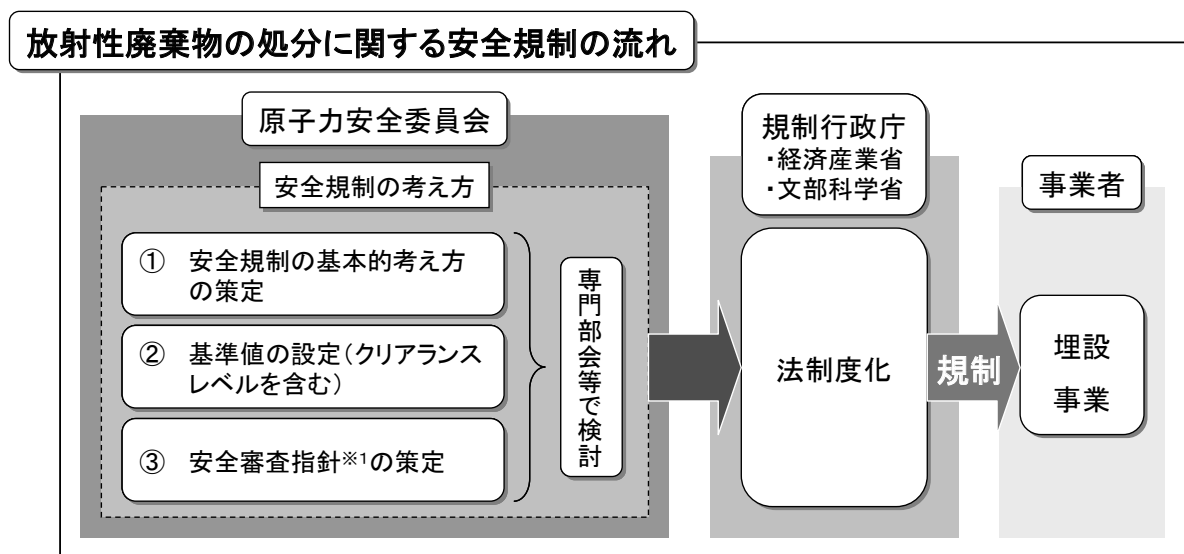 放射性廃棄物の処分に関する安全規制の流れ
原子力安全委員会
安全規制の考え方
① 安全規制の基本的考え方
の策定
② 基準値の設定(クリアランス
レベルを含む)
③ 安全審査指針※1の策定
専門部会等で検討
規制行政庁
・経済産業省
・文部科学省
法制度化
規制
事業者
埋設
事業